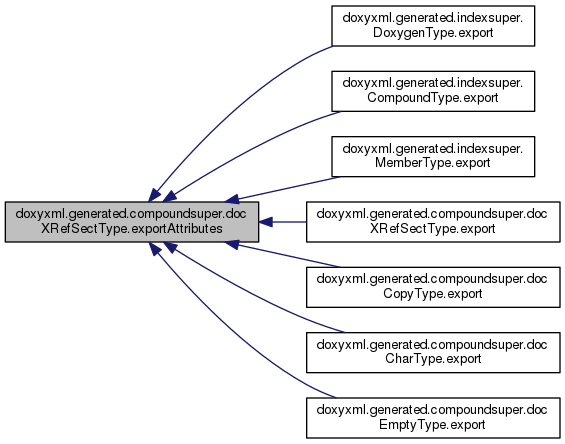 doxyxml.generated.indexsuper.
DoxygenType.export
doxyxml.generated.indexsuper.
CompoundType.export
doxyxml.generated.indexsuper.
MemberType.export
doxyxml.generated.compoundsuper.doc
XRefSectType.exportAttributes
doxyxml.generated.compoundsuper.doc
XRefSectType.export
doxyxml.generated.compoundsuper.doc
CopyType.export
doxyxml.generated.compoundsuper.doc
CharType.export
doxyxml.generated.compoundsuper.doc
EmptyType.export